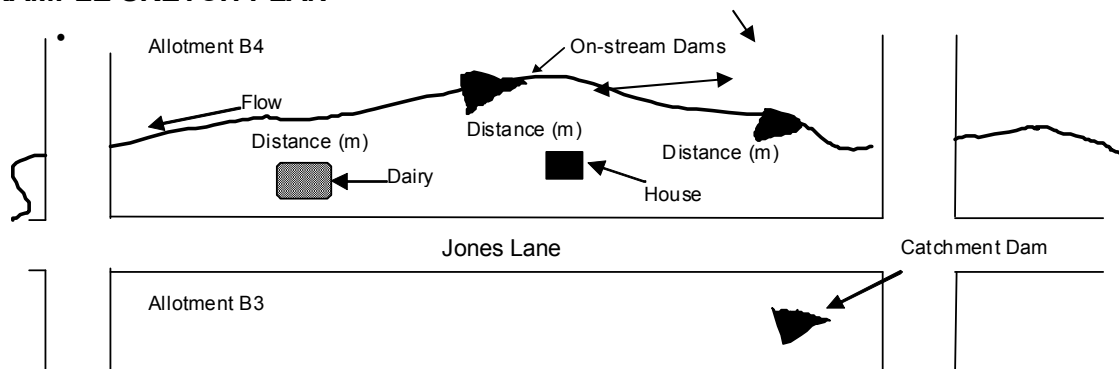 Allotment B4
On-stream Dams
Flow
Distance (m)
Distance (m)
Distance (m)
Dairy
House
Jones Lane
Catchment Dam
Allotment B3